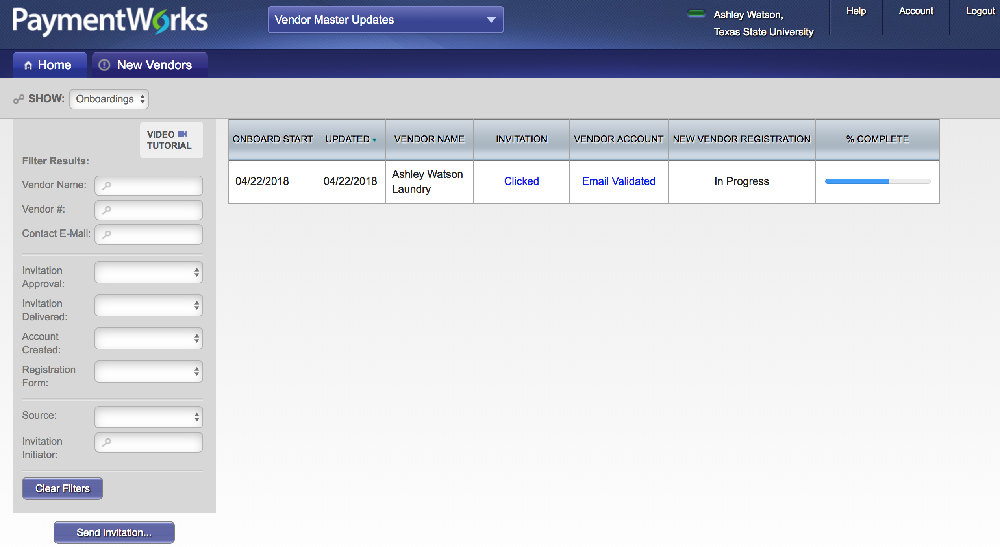 PaymentWorks
Vendor Master Updates
Ashley Watson,
Texas State University
Help
Account
Logout
Home
New Vendors
SHOW:
Onboardings
VIDEO
TUTORIAL
Filter Results:
Vendor Name:
Vendor #:
Contact E-Mail:
Invitation
Approval:
Invitation
Delivered:
Account
Created:
Registration
Form:
Source:
Invitation
Initiator:
Clear Filters
Send Invitation...
ONBOARD START
UPDATED
VENDOR NAME
INVITATION
VENDOR ACCOUNT
NEW VENDOR REGISTRATION
% COMPLETE
04/22/2018
04/22/2018
Ashley Watson
Laundry
Clicked
Email Validated
In Progress